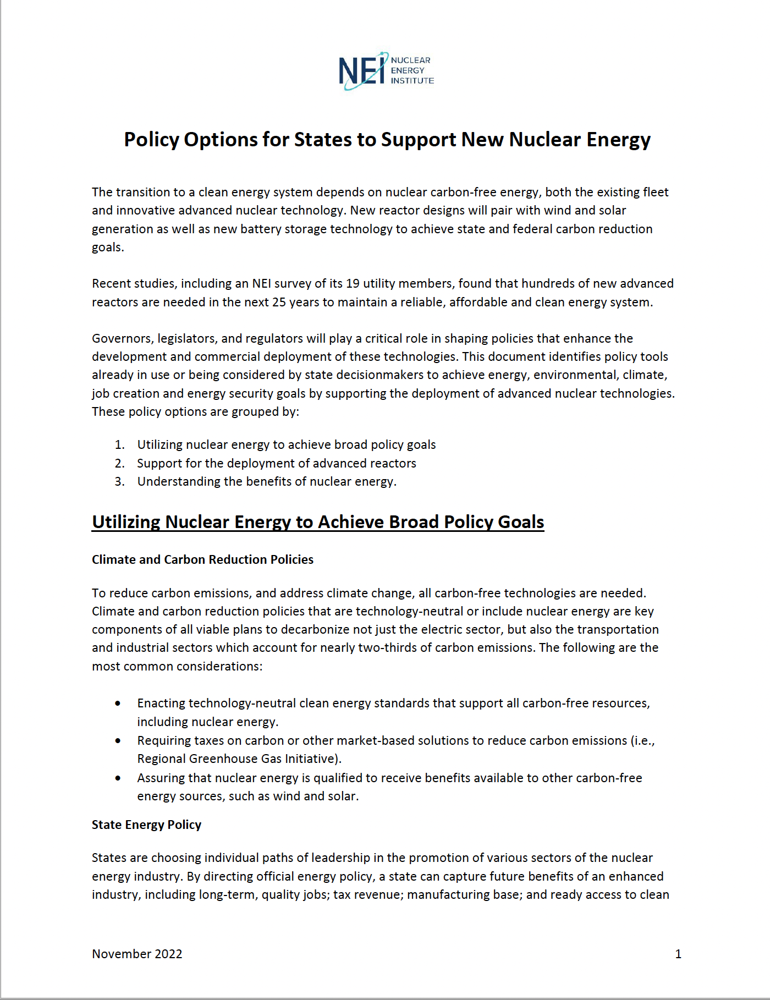 NEI NUCLEAR
ENERGY
INSTITUTE
Policy Options for States to Support New Nuclear Energy
The transition to a clean energy system depends on nuclear carbon-free energy, both the existing fleet
and innovative advanced nuclear technology. New reactor designs will pair with wind and solar
generation as well as new battery storage technology to achieve state and federal carbon reduction
goals.
Recent studies, including an NEI survey of its 19 utility members, found that hundreds of new advanced
reactors are needed in the next 25 years to maintain a reliable, affordable and clean energy system.
Governors, legislators, and regulators will play a critical role in shaping policies that enhance the
development and commercial deployment of these technologies. This document identifies policy tools
already in use or being considered by state decisionmakers to achieve energy, environmental, climate,
job creation and energy security goals by supporting the deployment of advanced nuclear technologies.
These policy options are grouped by:
1. Utilizing nuclear energy to achieve broad policy goals
2. Support for the deployment of advanced reactors
3. Understanding the benefits of nuclear energy.
Utilizing Nuclear Energy to Achieve Broad Policy Goals
Climate and Carbon Reduction Policies
To reduce carbon emissions, and address climate change, all carbon-free technologies are needed.
Climate and carbon reduction policies that are technology-neutral or include nuclear energy are key
components of all viable plans to decarbonize not just the electric sector, but also the transportation
and industrial sectors which account for nearly two-thirds of carbon emissions. The following are the
most common considerations:
• Enacting technology-neutral clean energy standards that support all carbon-free resources,
including nuclear energy.
• Requiring taxes on carbon or other market-based solutions to reduce carbon emissions (i.e.,
Regional Greenhouse Gas Initiative).
• Assuring that nuclear energy is qualified to receive benefits available to other carbon-free
energy sources, such as wind and solar.
State Energy Policy
States are choosing individual paths of leadership in the promotion of various sectors of the nuclear
energy industry. By directing official energy policy, a state can capture future benefits of an enhanced
industry, including long-term, quality jobs; tax revenue; manufacturing base; and ready access to clean
November 2022 1